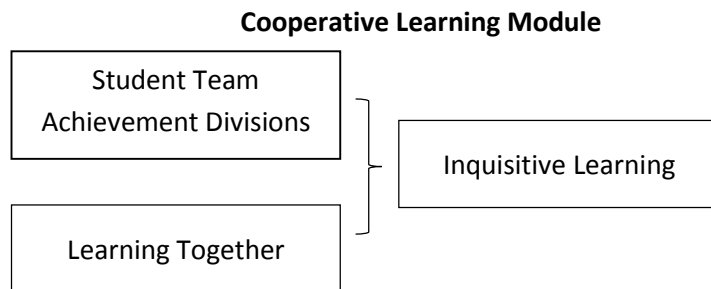 Cooperative Learning Module
Student Team
Achievement Divisions
Inquisitive Learning
Learning Together